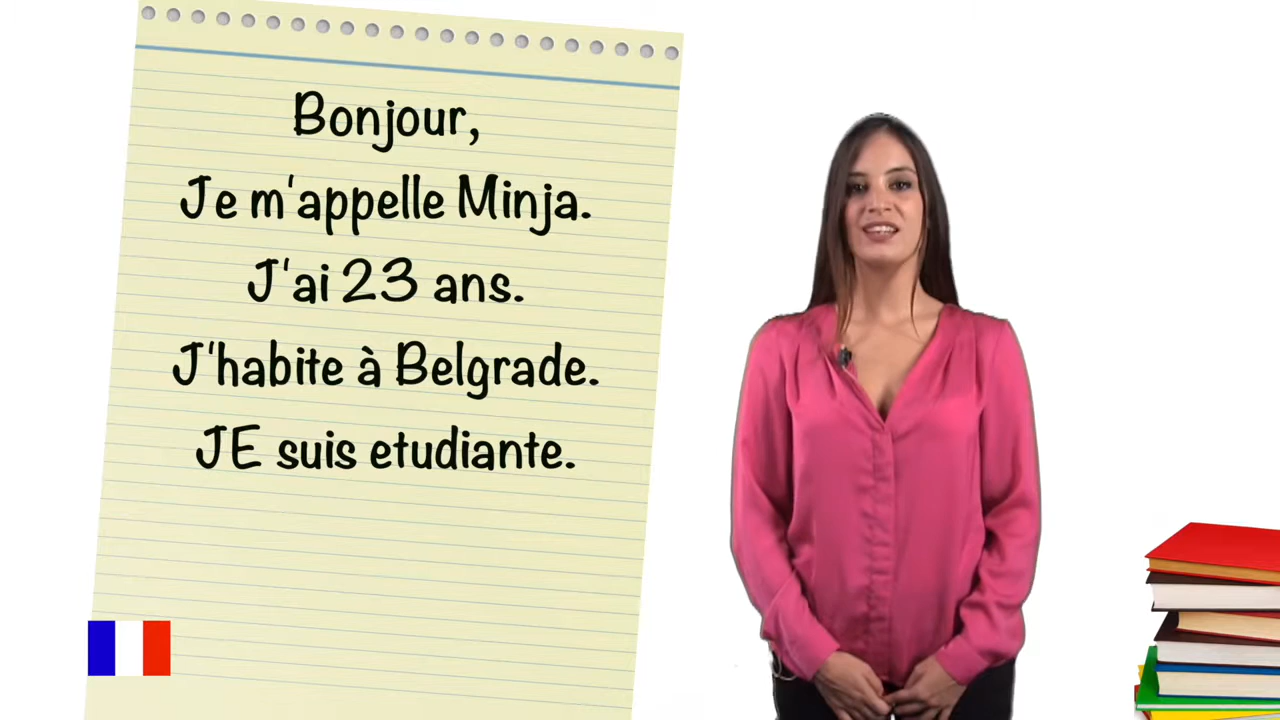 Bonjour,
Je m'appelle Minja.
J'ai 23 ans.
J'habite à Belgrade.
JE suis etudiante.